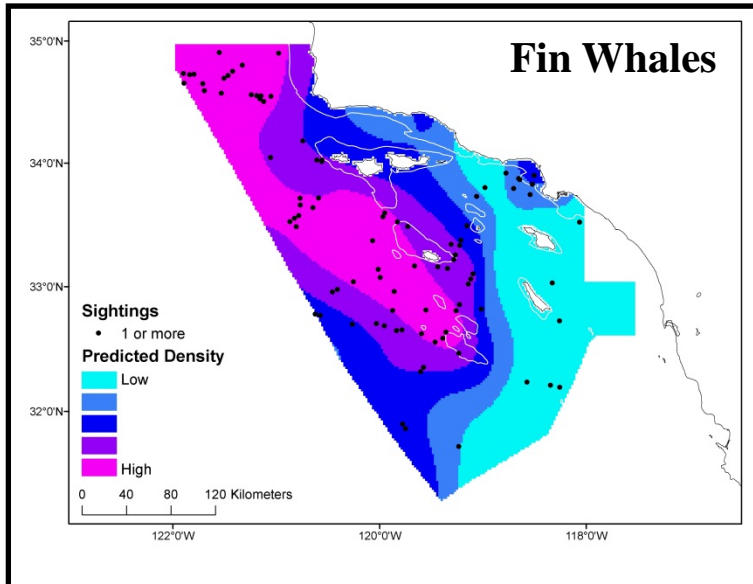 Fin Whales
35°0'N
34°0'N
33°0'N
32°0'N
Sightings
1 or more
Predicted Density
Low
High
0 40 80 120 Kilometers
122°0'W 120°0'W 118°0'W